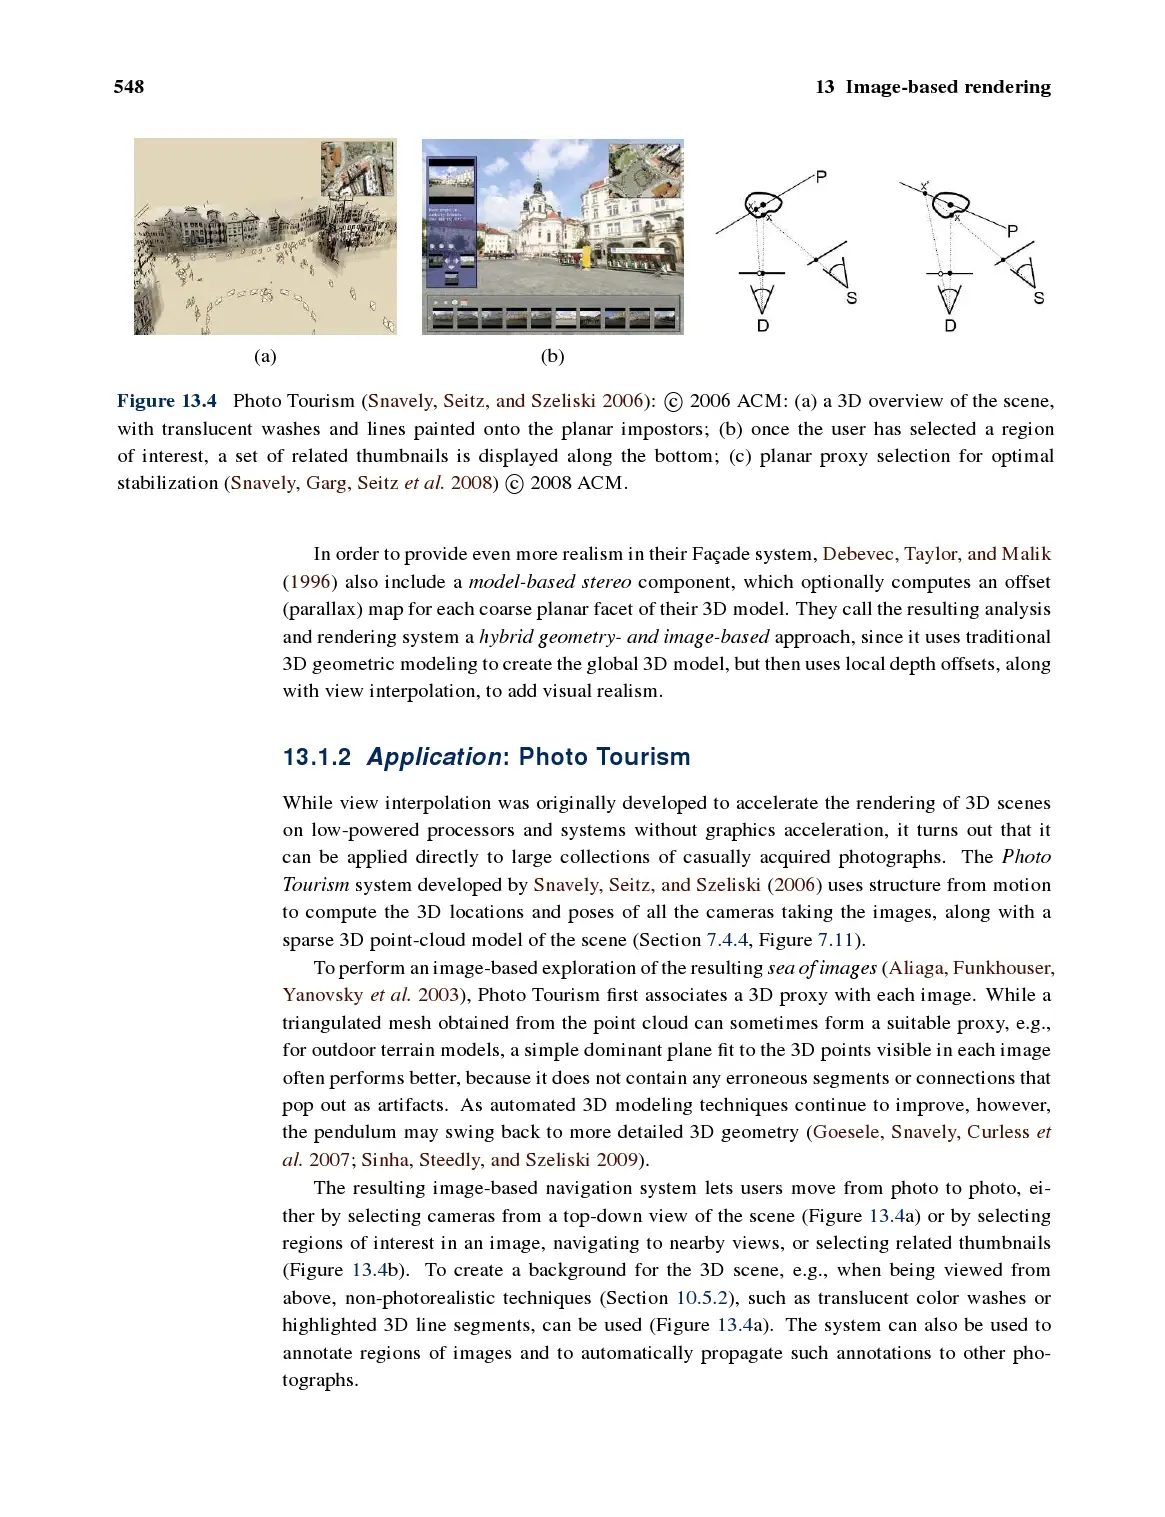 548
13 Image-based rendering
P
x'
x
S
D
x'
x
P
S
D
(a)
(b)
Figure 13.4 Photo Tourism (Snavely, Seitz, and Szeliski 2006): © 2006 ACM: (a) a 3D overview of the scene,
with translucent washes and lines painted onto the planar impostors; (b) once the user has selected a region
of interest, a set of related thumbnails is displayed along the bottom; (c) planar proxy selection for optimal
stabilization (Snavely, Garg, Seitz et al. 2008) © 2008 ACM.
In order to provide even more realism in their Façade system, Debevec, Taylor, and Malik
(1996) also include a model-based stereo component, which optionally computes an offset
(parallax) map for each coarse planar facet of their 3D model. They call the resulting analysis
and rendering system a hybrid geometry- and image-based approach, since it uses traditional
3D geometric modeling to create the global 3D model, but then uses local depth offsets, along
with view interpolation, to add visual realism.
13.1.2 Application: Photo Tourism
While view interpolation was originally developed to accelerate the rendering of 3D scenes
on low-powered processors and systems without graphics acceleration, it turns out that it
can be applied directly to large collections of casually acquired photographs. The Photo
Tourism system developed by Snavely, Seitz, and Szeliski (2006) uses structure from motion
to compute the 3D locations and poses of all the cameras taking the images, along with a
sparse 3D point-cloud model of the scene (Section 7.4.4, Figure 7.11).
To perform an image-based exploration of the resulting sea of images (Aliaga, Funkhouser,
Yanovsky et al. 2003), Photo Tourism first associates a 3D proxy with each image. While a
triangulated mesh obtained from the point cloud can sometimes form a suitable proxy, e.g.,
for outdoor terrain models, a simple dominant plane fit to the 3D points visible in each image
often performs better, because it does not contain any erroneous segments or connections that
pop out as artifacts. As automated 3D modeling techniques continue to improve, however,
the pendulum may swing back to more detailed 3D geometry (Goesele, Snavely, Curless et
al. 2007; Sinha, Steedly, and Szeliski 2009).
The resulting image-based navigation system lets users move from photo to photo, ei-
ther by selecting cameras from a top-down view of the scene (Figure 13.4a) or by selecting
regions of interest in an image, navigating to nearby views, or selecting related thumbnails
(Figure 13.4b). To create a background for the 3D scene, e.g., when being viewed from
above, non-photorealistic techniques (Section 10.5.2), such as translucent color washes or
highlighted 3D line segments, can be used (Figure 13.4a). The system can also be used to
annotate regions of images and to automatically propagate such annotations to other pho-
tographs.